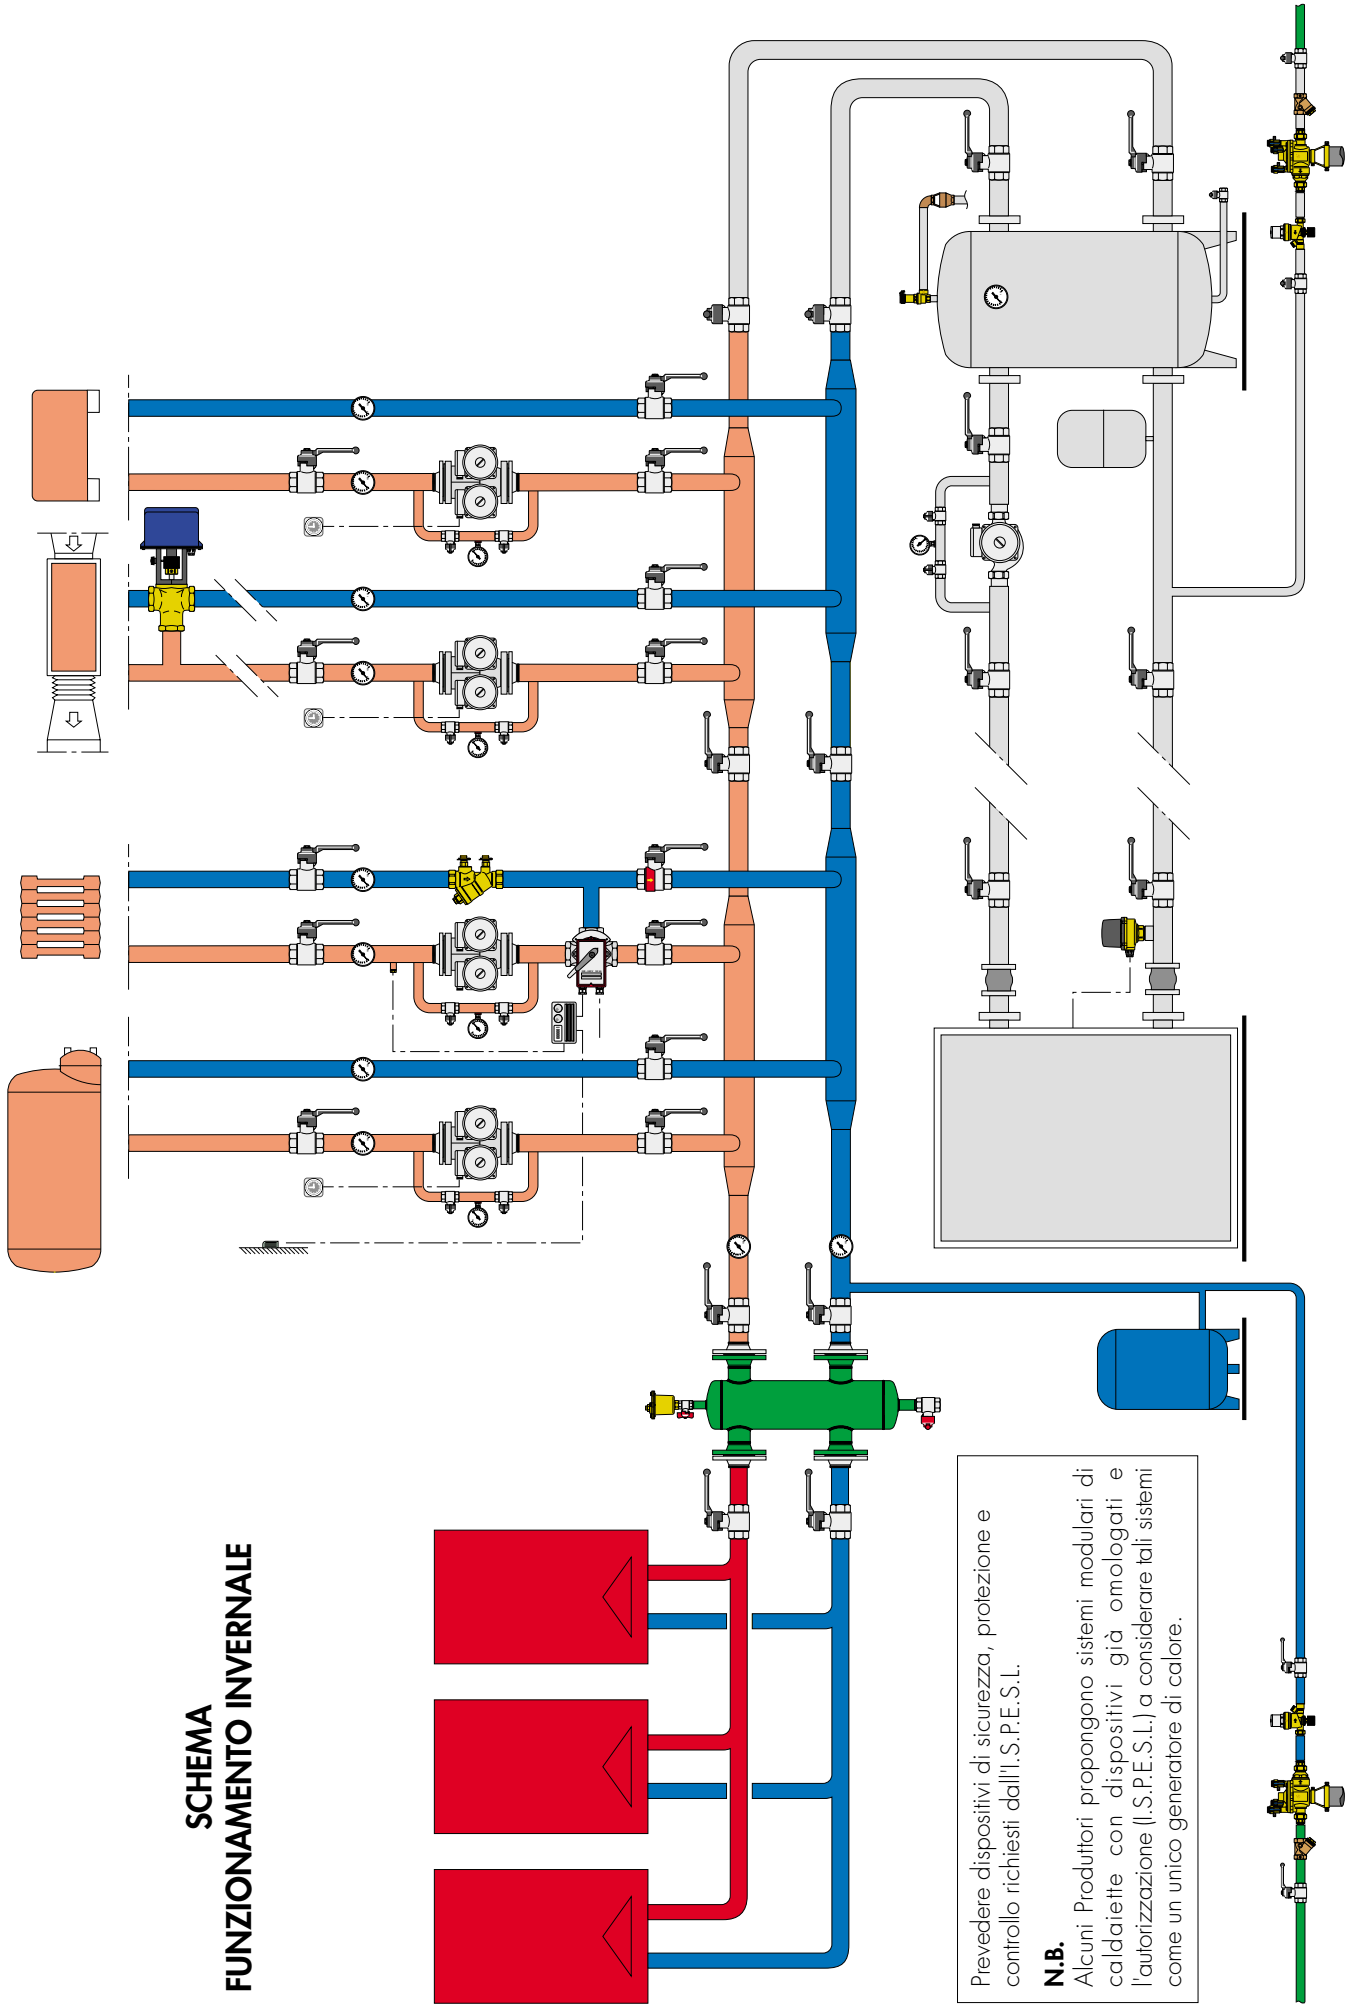 SCHEMA
FUNZIONAMENTO INVERNALE
Prevedere dispositivi di sicurezza, protezione e
controllo richiesti dall'I.S.P.E.S.L.
N.B.
Alcuni Produttori propongono sistemi modulari di
caldaiette con dispositivi già omologati e
l'autorizzazione (I.S.P.E.S.L.) a considerare tali sistemi
come un unico generatore di calore.